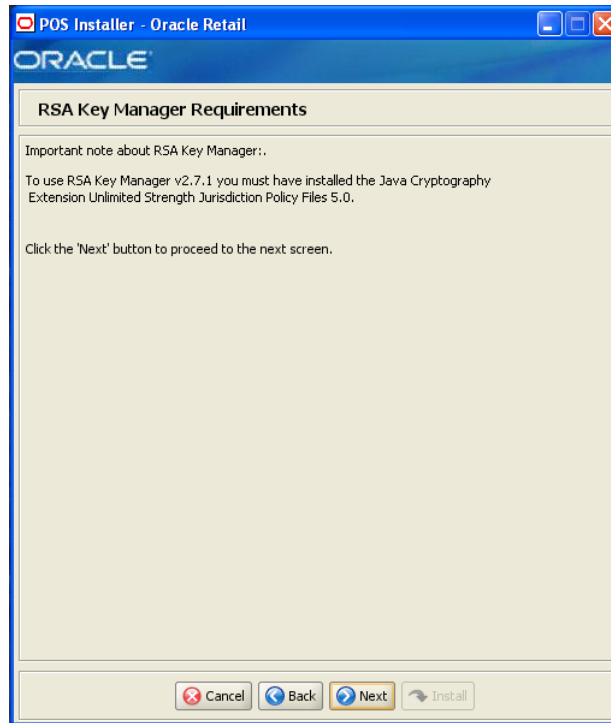 POS Installer - Oracle Retail
ORACLE
RSA Key Manager Requirements
Important note about RSA Key Manager:.
To use RSA Key Manager v2.7.1 you must have installed the Java Cryptography
Extension Unlimited Strength Jurisdiction Policy Files 5.0.
Click the 'Next' button to proceed to the next screen.
Cancel Back Next Install